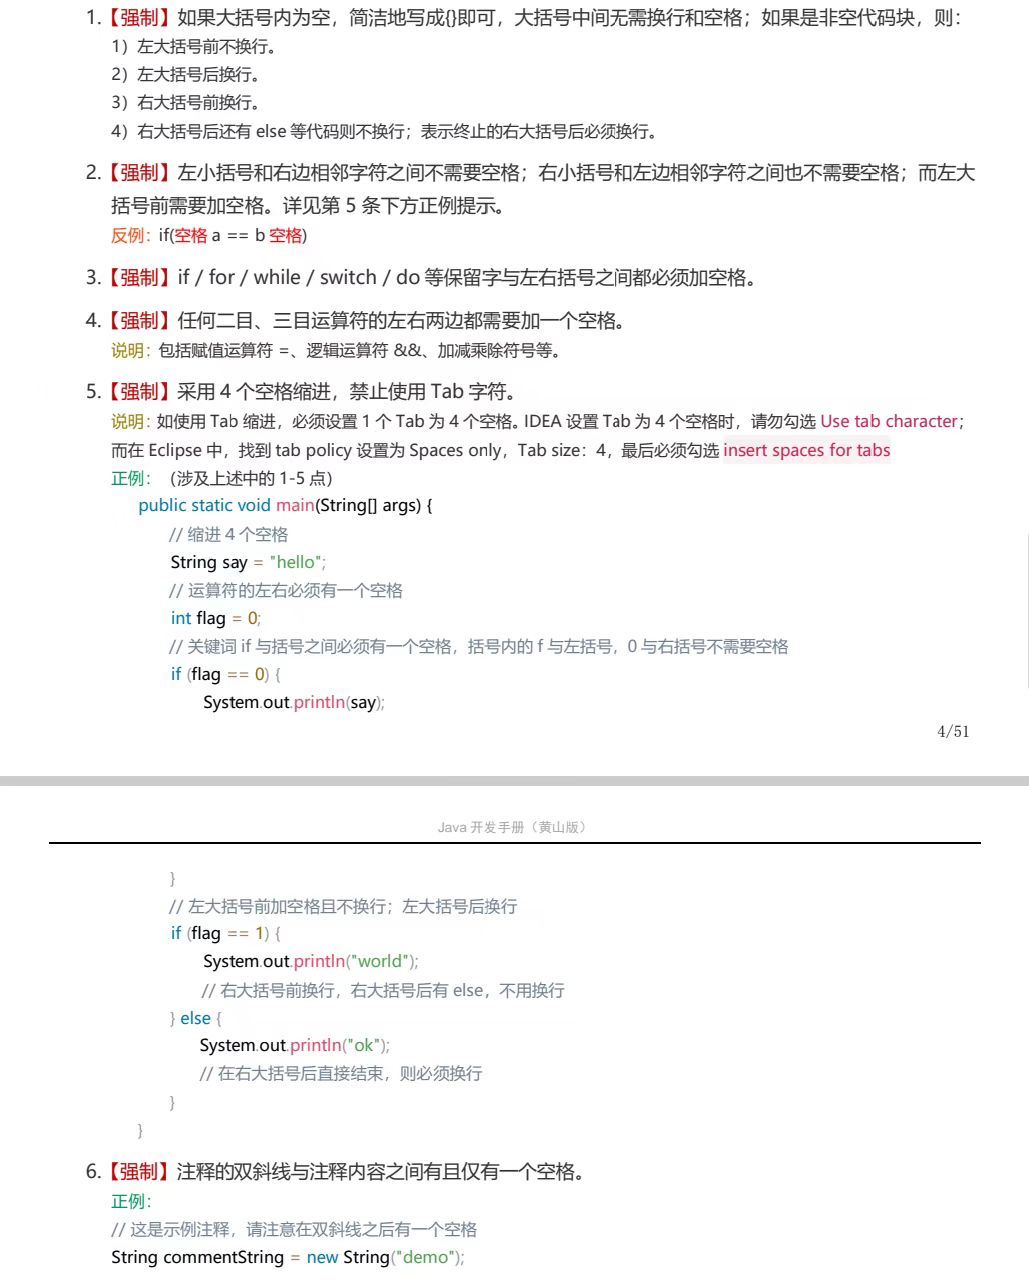 1.【强制】如果大括号内为空，简洁地写成{}即可，大括号中间无需换行和空格；如果是非空代码块，则：
1）左大括号前不换行。
2）左大括号后换行。
3）右大括号前换行。
4）右大括号后还有 else 等代码则不换行；表示终止的右大括号后必须换行。
2.【强制】左小括号和右边相邻字符之间不需要空格；右小括号和左边相邻字符之间也不需要空格；而左大
括号前需要加空格。详见第 5 条下方正例提示。
反例：if(空格 a == b 空格)
3.【强制】if / for / while / switch / do 等保留字与左右括号之间都必须加空格。
4.【强制】任何二目、三目运算符的左右两边都需要加一个空格。
说明：包括赋值运算符 =、逻辑运算符 &&、加减乘除符号等。
5.【强制】采用 4 个空格缩进，禁止使用 Tab 字符。
说明：如使用 Tab 缩进，必须设置 1 个 Tab 为 4 个空格。IDEA 设置 Tab 为 4 个空格时，请勿勾选 Use tab character；
而在 Eclipse 中，找到 tab policy 设置为 Spaces only，Tab size：4，最后必须勾选 insert spaces for tabs
正例：（涉及上述中的 1-5 点）
public static void main(String[] args) {
// 缩进 4 个空格
String say = "hello";
// 运算符的左右必须有一个空格
int flag = 0;
// 关键词 if 与括号之间必须有一个空格，括号内的 f 与左括号，0 与右括号不需要空格
if (flag == 0) {
System.out.println(say);
4/51
Java 开发手册（黄山版）
}
// 左大括号前加空格且不换行；左大括号后换行
if (flag == 1) {
System.out.println("world");
// 右大括号前换行，右大括号后有 else，不用换行
} else {
System.out.println("ok");
// 在右大括号后直接结束，则必须换行
}
}
6.【强制】注释的双斜线与注释内容之间有且仅有一个空格。
正例：
// 这是示例注释，请注意在双斜线之后有一个空格
String commentString = new String("demo");